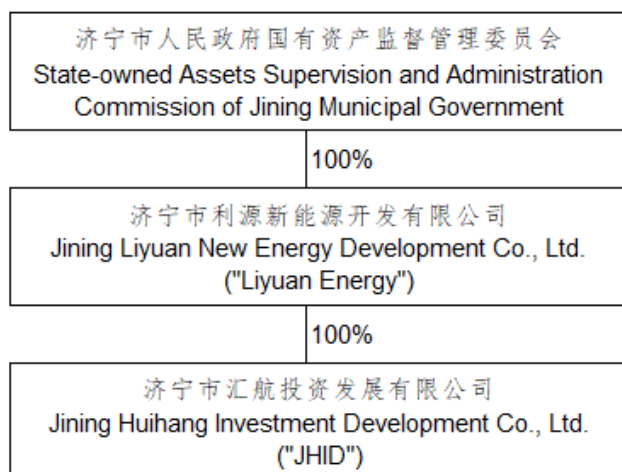 济宁市人民政府国有资产监督管理委员会
State-owned Assets Supervision and Administration
Commission of Jining Municipal Government
100%
济宁市利源新能源开发有限公司
Jining Liyuan New Energy Development Co., Ltd.
("Liyuan Energy")
100%
济宁市汇航投资发展有限公司
Jining Huihang Investment Development Co., Ltd.
("JHID")